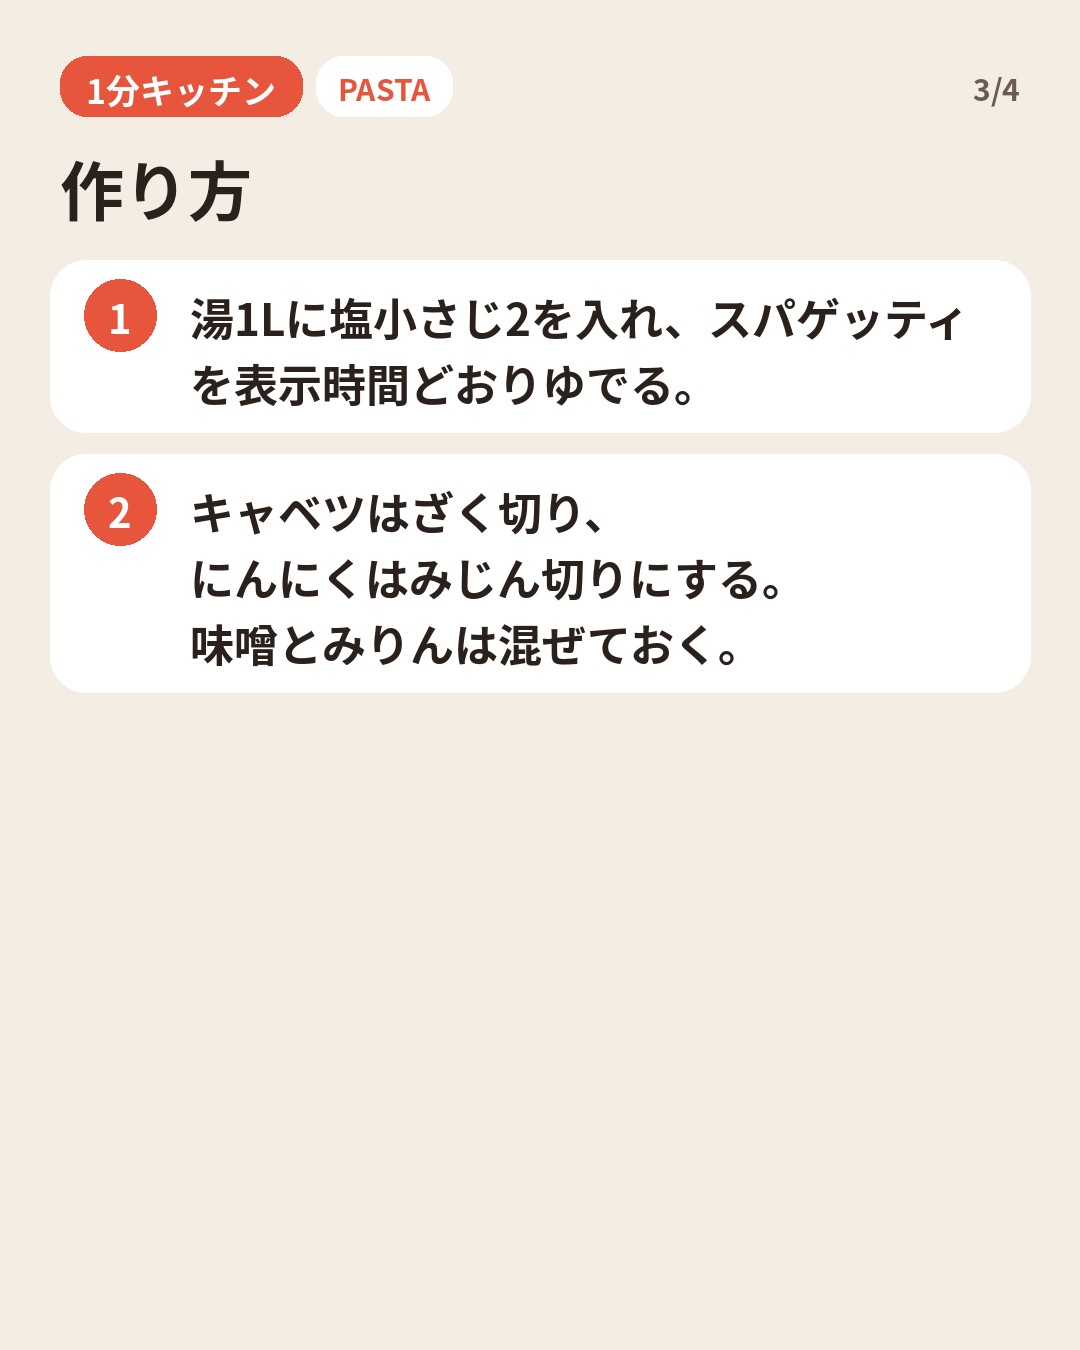 1分キッチン
PASTA
3/4
作り方
1
湯1Lに塩小さじ2を入れ、スパゲッティ
を表示時間どおりゆでる。
2
キャベツはざく切り、
にんにくはみじん切りにする。
味噌とみりんは混ぜておく。